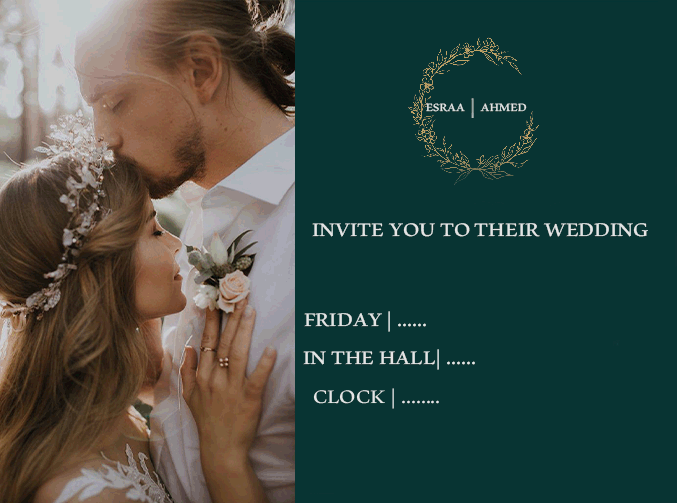 ESRAA | AHMED
INVITE YOU TO THEIR WEDDING
FRIDAY | ......
IN THE HALL| ......
CLOCK | ........